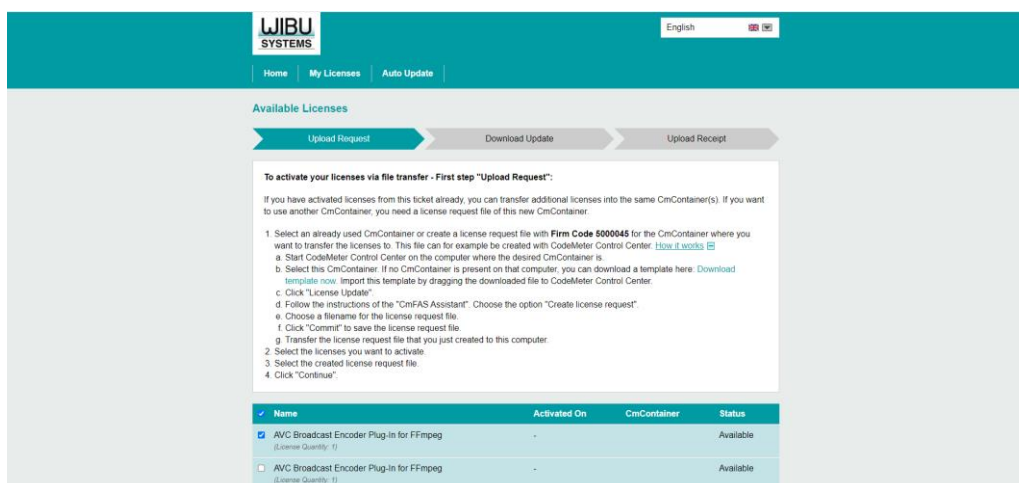 WIBU
SYSTEMS
English
Home My Licenses Auto Update
Available Licenses
Upload Request Download Update Upload Receipt
To activate your licenses via file transfer - First step "Upload Request":
If you have activated licenses from this ticket already, you can transfer additional licenses into the same CmContainer(s). If you want
to use another CmContainer, you need a license request file of this new CmContainer.
1. Select an already used CmContainer or create a license request file with Firm Code 5000045 for the CmContainer where you
want to transfer the licenses to. This file can for example be created with CodeMeter Control Center. How it works
a. Start CodeMeter Control Center on the computer where the desired CmContainer is.
b. Select this CmContainer. If no CmContainer is present on that computer, you can download a template here: Download
template now. Import this template by dragging the downloaded file to CodeMeter Control Center.
c. Click "License Update".
d. Follow the instructions of the "CmFAS Assistant". Choose the option "Create license request".
e. Choose a filename for the license request file.
f. Click "Commit" to save the license request file.
g. Transfer the license request file that you just created to this computer.
2. Select the licenses you want to activate.
3. Select the created license request file.
4. Click "Continue".
Name Activated On CmContainer Status
AVC Broadcast Encoder Plug-In for FFmpeg - Available
(License Quantity: 1)
AVC Broadcast Encoder Plug-In for FFmpeg - Available
(License Quantity: 1)